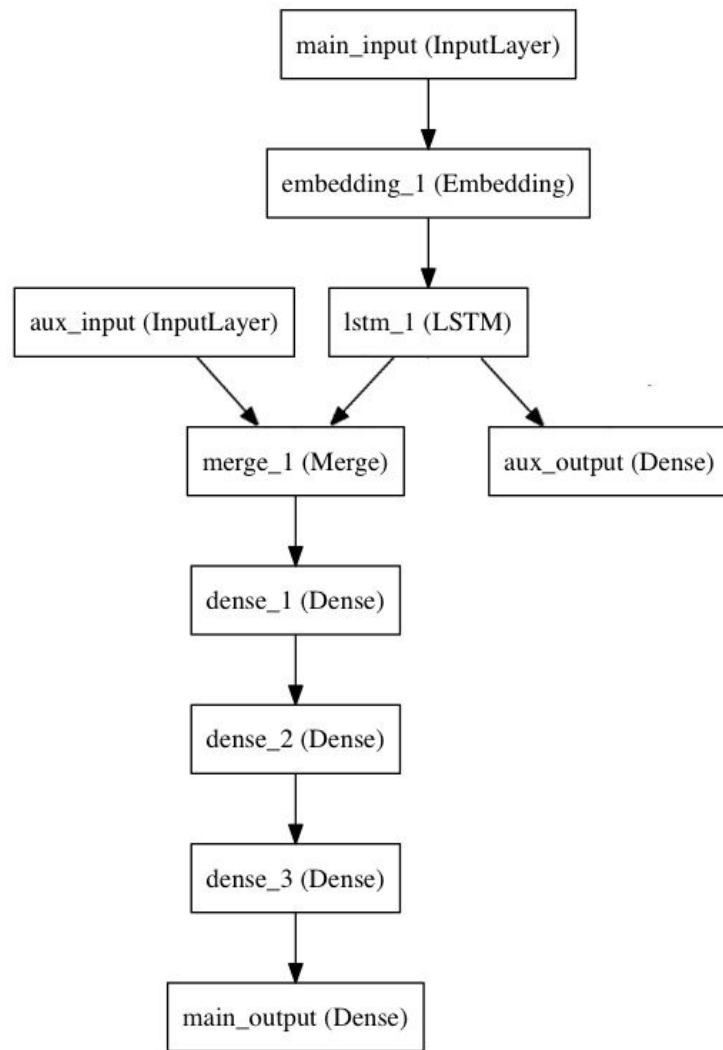 main_input (InputLayer)
embedding_1 (Embedding)
aux_input (InputLayer)
lstm_1 (LSTM)
merge_1 (Merge)
aux_output (Dense)
dense_1 (Dense)
dense_2 (Dense)
dense_3 (Dense)
main_output (Dense)